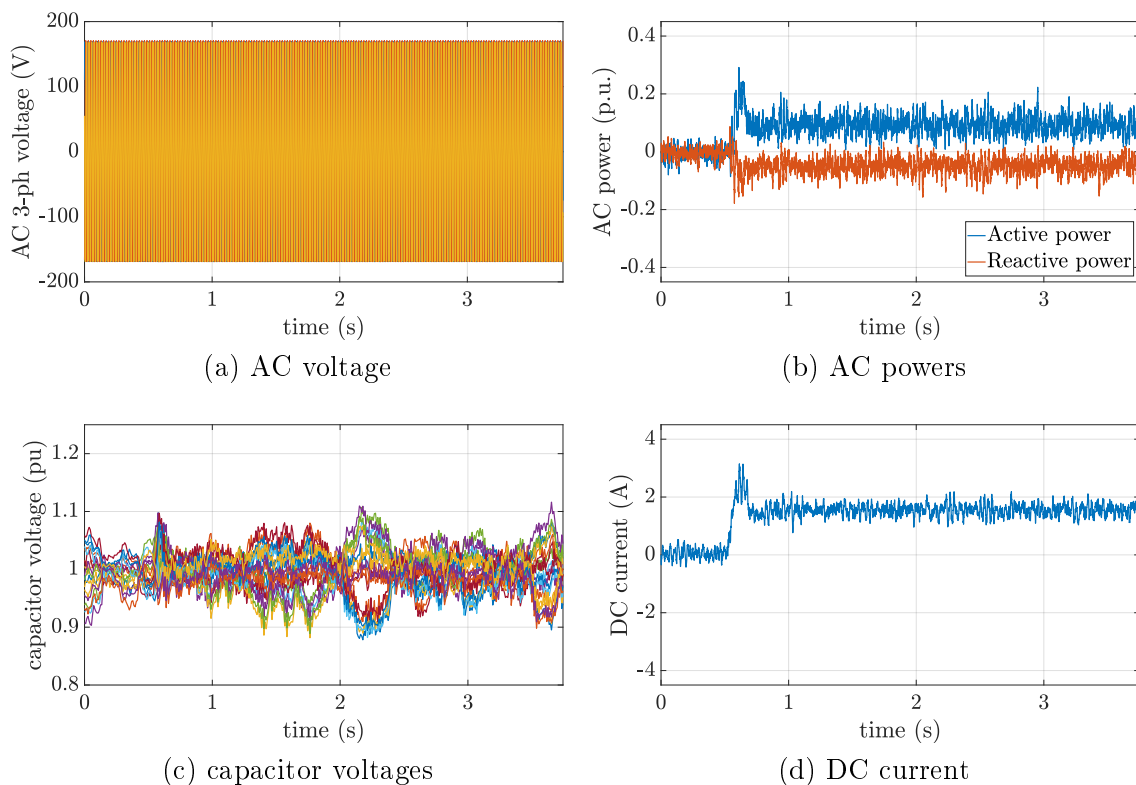 AC 3-ph voltage (V)
200
100
0
-100
-200
0 1 2 3
time (s)
(a) AC voltage
AC power (p.u.)
0.4
0.2
0
-0.2
-0.4
Active power
Reactive power
0 1 2 3
time (s)
(b) AC powers
capacitor voltage (pu)
1.2
1.1
1
0.9
0.8
0 1 2 3
time (s)
(c) capacitor voltages
DC current (A)
4
2
0
-2
-4
0 1 2 3
time (s)
(d) DC current